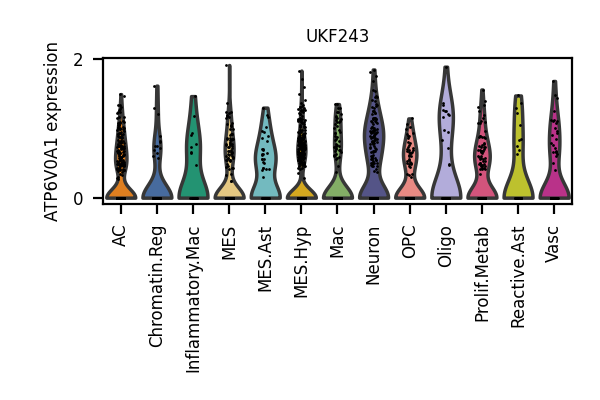 UKF243
ATP6V0A1 expression
2
0
AC
Chromatin.Reg
Inflammatory.Mac
MES
MES.Ast
MES.Hyp
Mac
Neuron
OPC
Oligo
Prolif.Metab
Reactive.Ast
Vasc